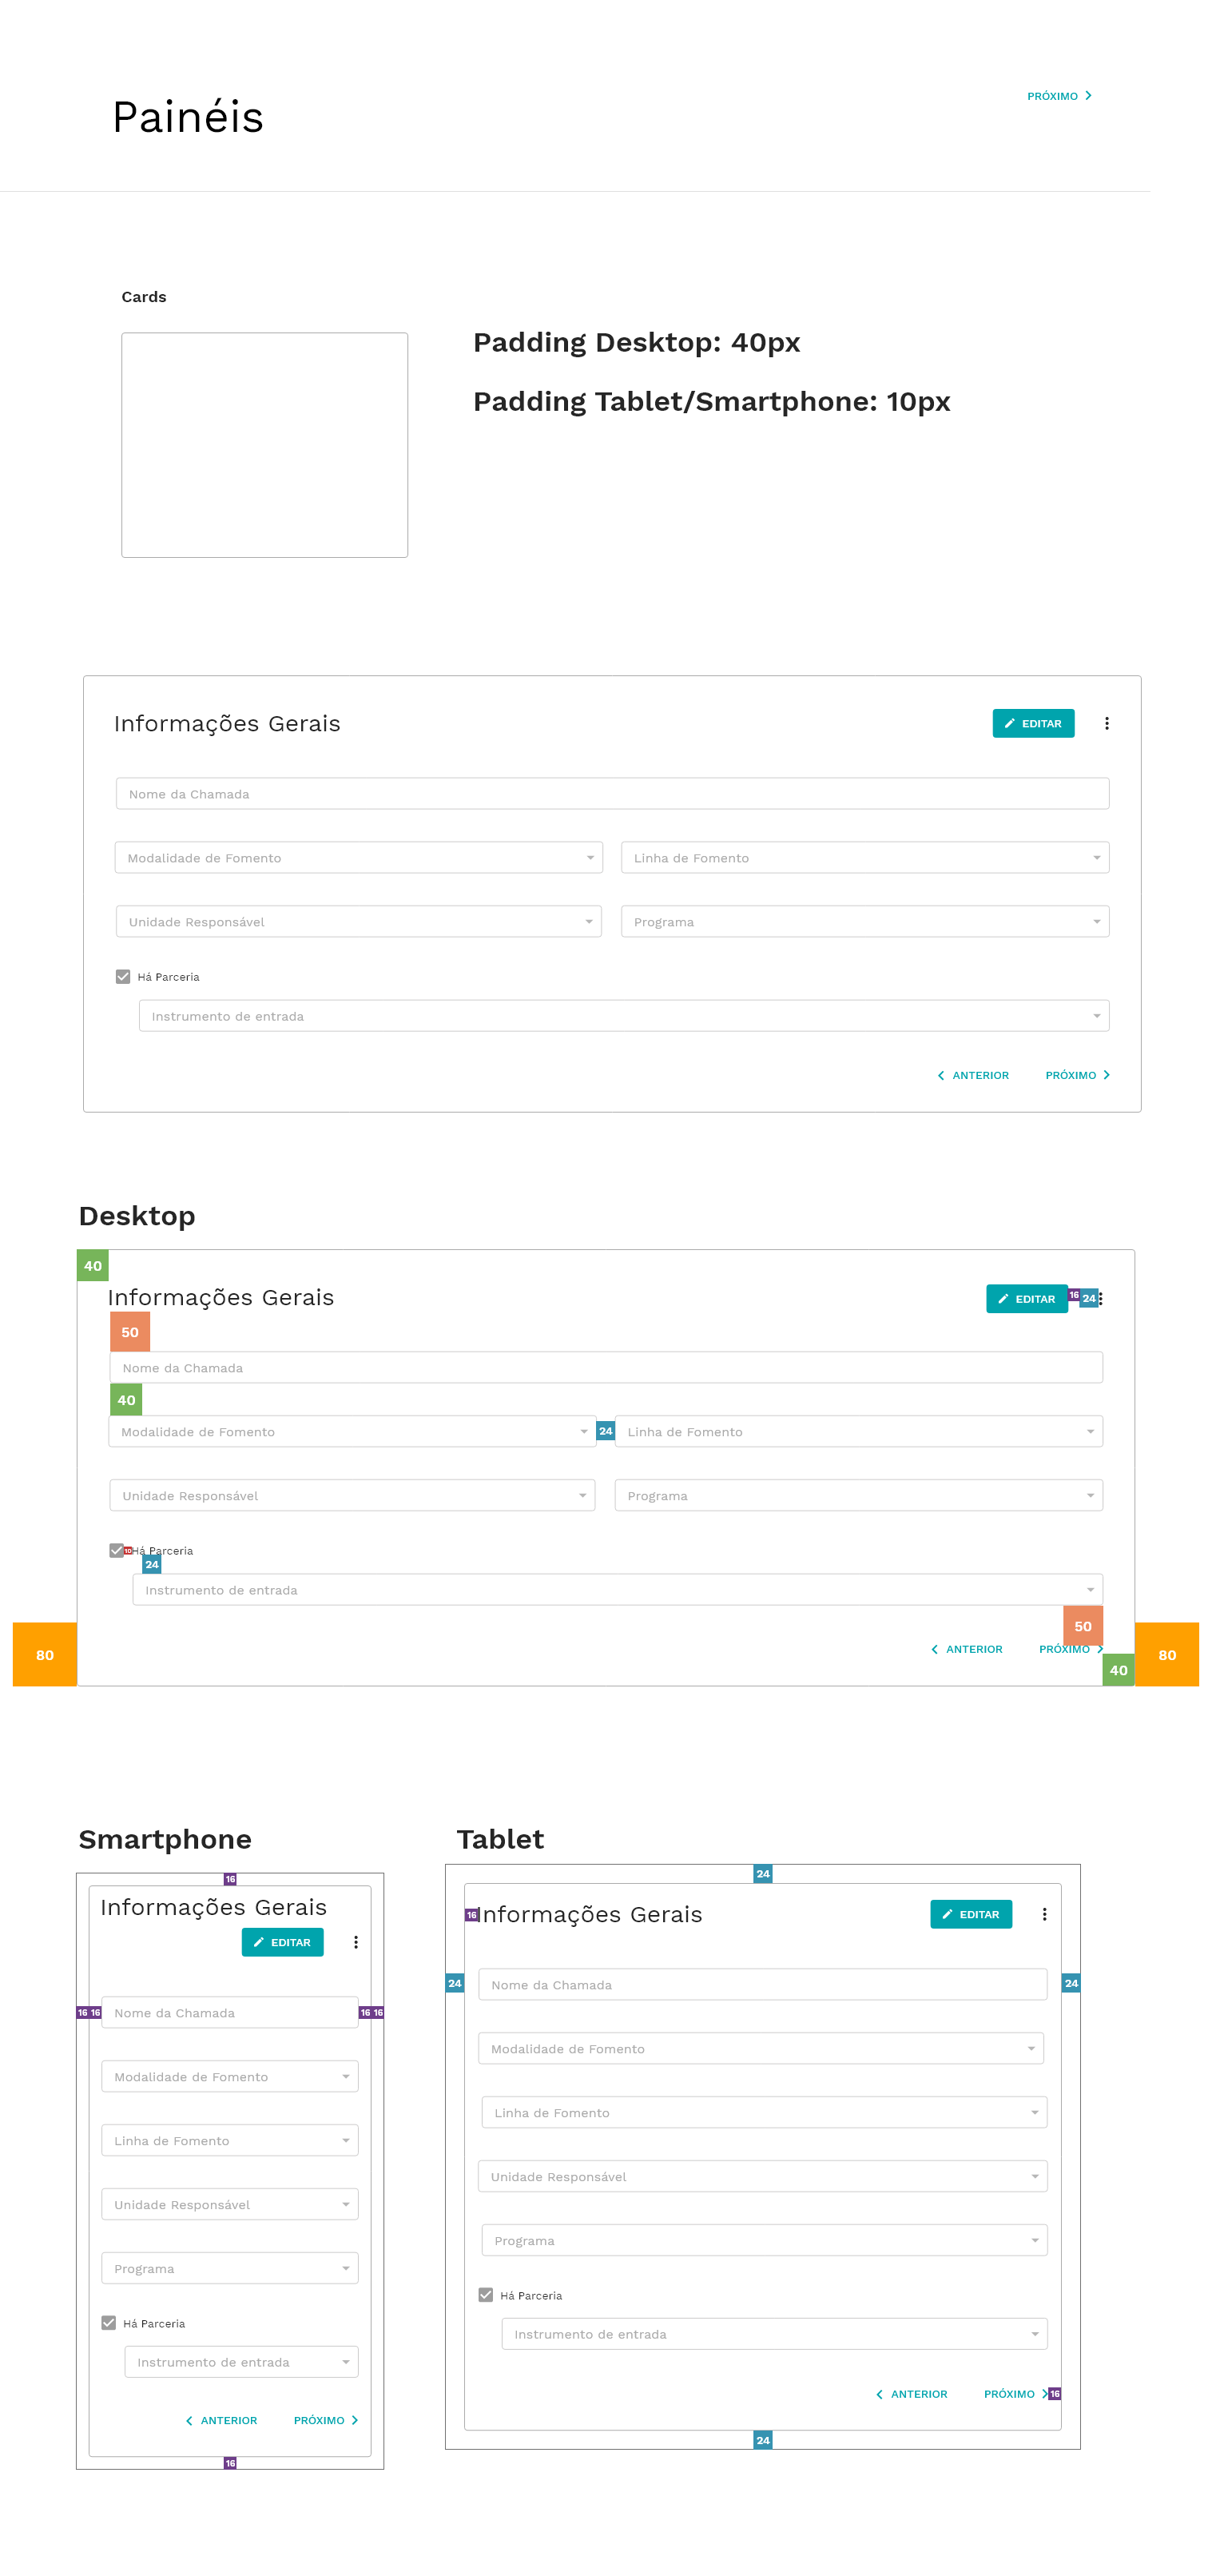 Painéis
PRÓXIMO
Cards
Padding Desktop: 40px
Padding Tablet/Smartphone: 10px
Informações Gerais
EDITAR
Nome da Chamada
Modalidade de Fomento
Linha de Fomento
Unidade Responsável
Programa
Há Parceria
Instrumento de entrada
ANTERIOR
PRÓXIMO
Desktop
40
Informações Gerais
EDITAR
16
24
50
Nome da Chamada
40
Modalidade de Fomento
24
Linha de Fomento
Unidade Responsável
Programa
10
Há Parceria
24
Instrumento de entrada
50
80
80
ANTERIOR
PRÓXIMO
40
Smartphone
16
Informações Gerais
EDITAR
16 16
Nome da Chamada
16 16
Modalidade de Fomento
Linha de Fomento
Unidade Responsável
Programa
Há Parceria
Instrumento de entrada
ANTERIOR
PRÓXIMO
16
Tablet
24
16
Informações Gerais
EDITAR
24
Nome da Chamada
24
Modalidade de Fomento
Linha de Fomento
Unidade Responsável
Programa
Há Parceria
Instrumento de entrada
ANTERIOR
PRÓXIMO
16
24